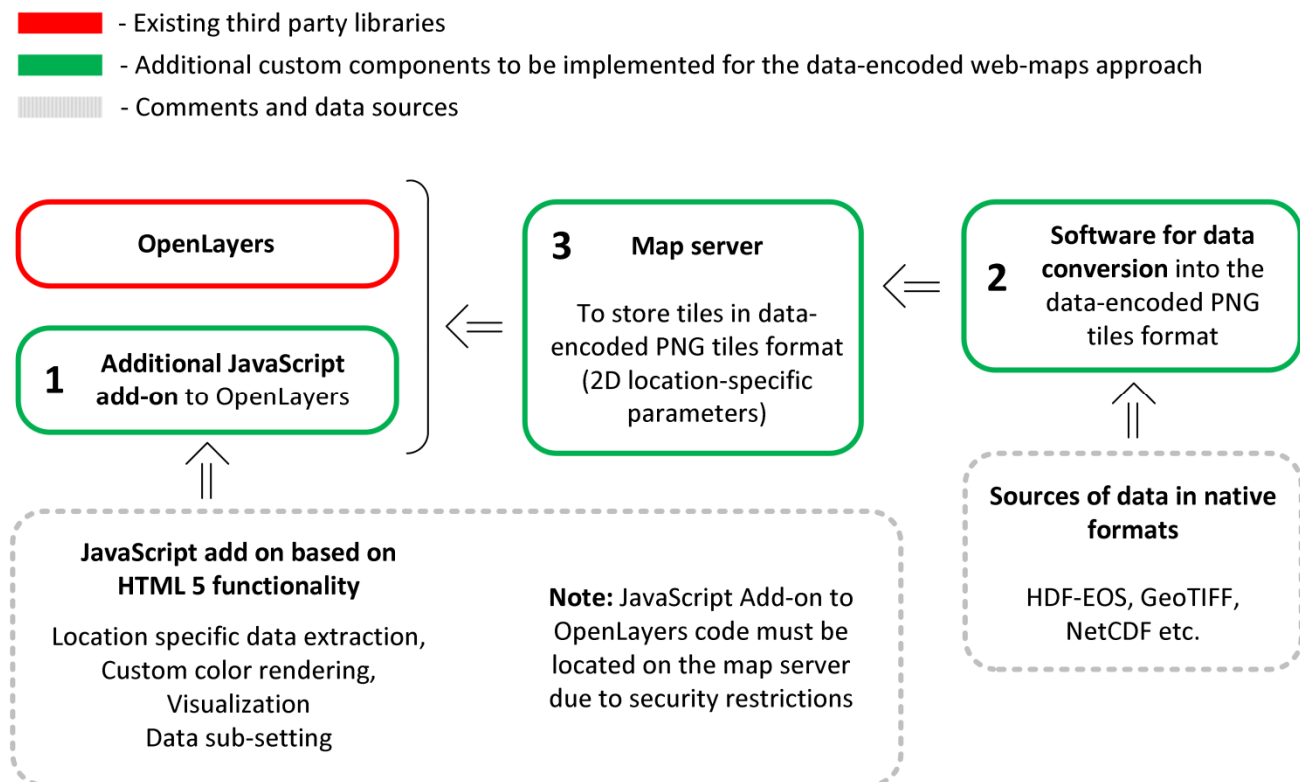 - Existing third party libraries
- Additional custom components to be implemented for the data-encoded web-maps approach
- Comments and data sources
OpenLayers
1
Additional JavaScript
add-on to OpenLayers
3
Map server
To store tiles in data-
encoded PNG tiles format
(2D location-specific
parameters)
2
Software for data
conversion into the
data-encoded PNG
tiles format
JavaScript add on based on
HTML 5 functionality
Location specific data extraction,
Custom color rendering,
Visualization
Data sub-setting
Note: JavaScript Add-on to
OpenLayers code must be
located on the map server
due to security restrictions
Sources of data in native
formats
HDF-EOS, GeoTIFF,
NetCDF etc.